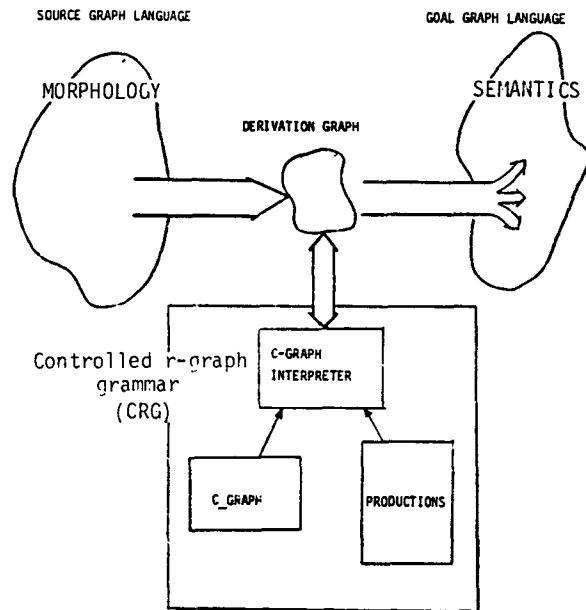 SOURCE GRAPH LANGUAGE
GOAL GRAPH LANGUAGE
MORPHOLOGY
SEMANTICS
DERIVATION GRAPH
Controlled r-graph
grammar
(CRG)
C-GRAPH
INTERPRETER
C_GRAPH
PRODUCTIONS